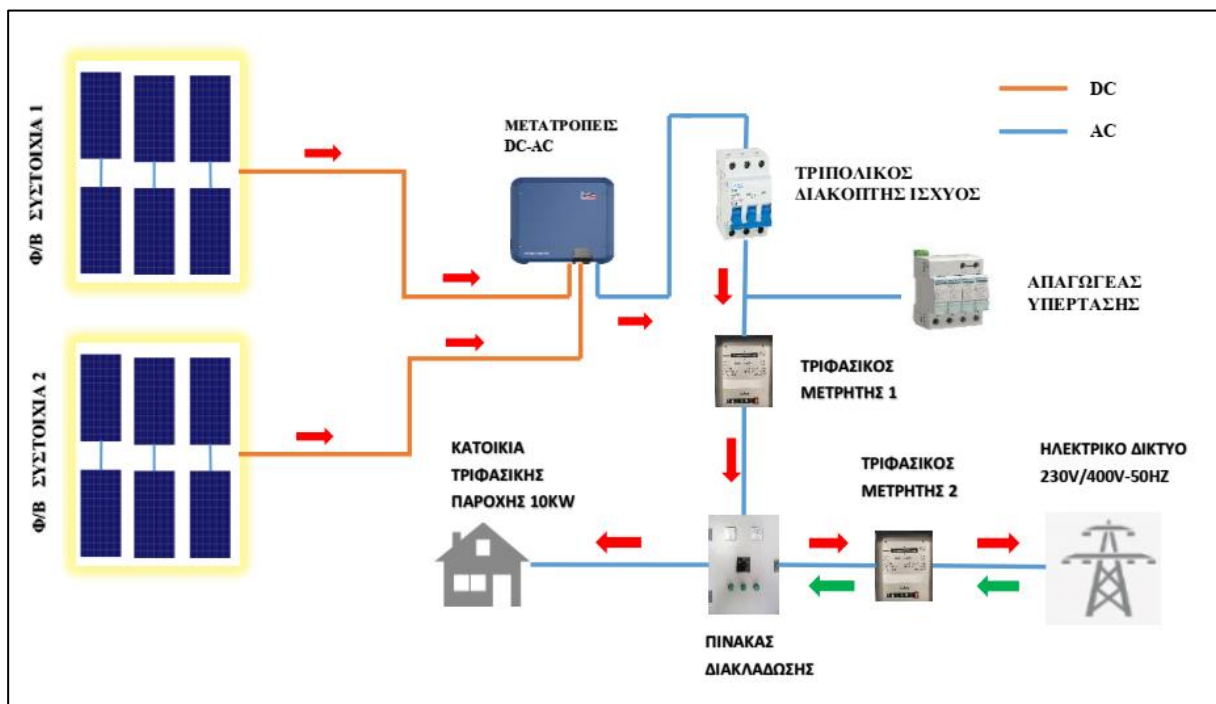 Φ/Β ΣΥΣΤΟΙΧΙΑ 1
Φ/Β ΣΥΣΤΟΙΧΙΑ 2
ΜΕΤΑΤΡΟΠΕΙΣ
DC-AC
DC
AC
ΤΡΙΠΟΛΙΚΟΣ
ΔΙΑΚΟΠΤΗΣ ΙΣΧΥΟΣ
ΑΠΑΓΩΓΕΑΣ
ΥΠΕΡΤΑΣΗΣ
ΤΡΙΦΑΣΙΚΟΣ
ΜΕΤΡΗΤΗΣ 1
ΚΑΤΟΙΚΙΑ
ΤΡΙΦΑΣΙΚΗΣ
ΠΑΡΟΧΗΣ 10KW
ΤΡΙΦΑΣΙΚΟΣ
ΜΕΤΡΗΤΗΣ 2
ΗΛΕΚΤΡΙΚΟ ΔΙΚΤΥΟ
230V/400V-50HZ
ΠΙΝΑΚΑΣ
ΔΙΑΚΛΑΔΩΣΗΣ